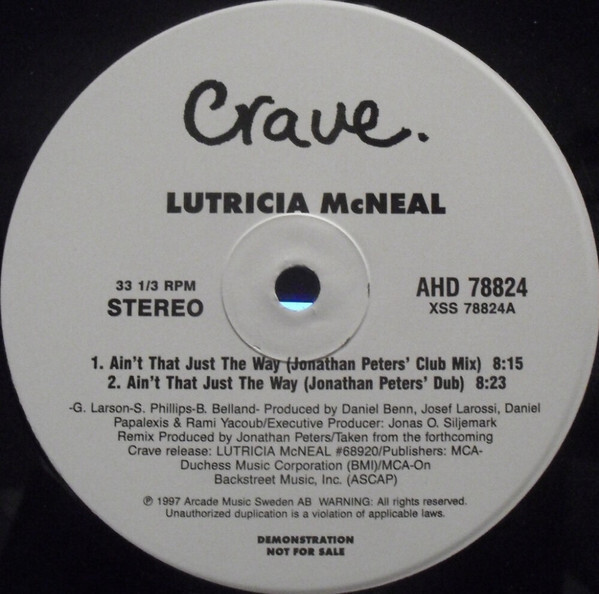 Crave.
LUTRICIA McNEAL
33 1/3 RPM
STEREO
AHD 78824
XSS 78824A
1. Ain't That Just The Way (Jonathan Peters' Club Mix) 8:15
2. Ain't That Just The Way (Jonathan Peters' Dub) 8:23
-G. Larson-S. Phillips-B. Belland- Produced by Daniel Benn, Josef Larossi, Daniel
Papalexis & Rami Yacoub/Executive Producer: Jonas O. Siljemark
Remix Produced by Jonathan Peters/Taken from the forthcoming
Crave release: LUTRICIA McNEAL #68920/Publishers: MCA-
Duchess Music Corporation (BMI)/MCA-On
Backstreet Music, Inc. (ASCAP)
℗ 1997 Arcade Music Sweden AB WARNING: All rights reserved.
Unauthorized duplication is a violation of applicable laws.
DEMONSTRATION
NOT FOR SALE